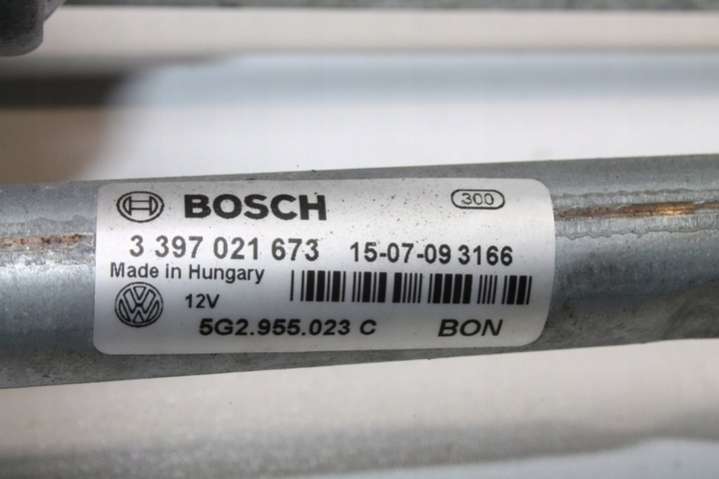 BOSCH 300
3 397 021 673 15-07-09 3166
Made in Hungary
12V
5G2.955.023 C BON